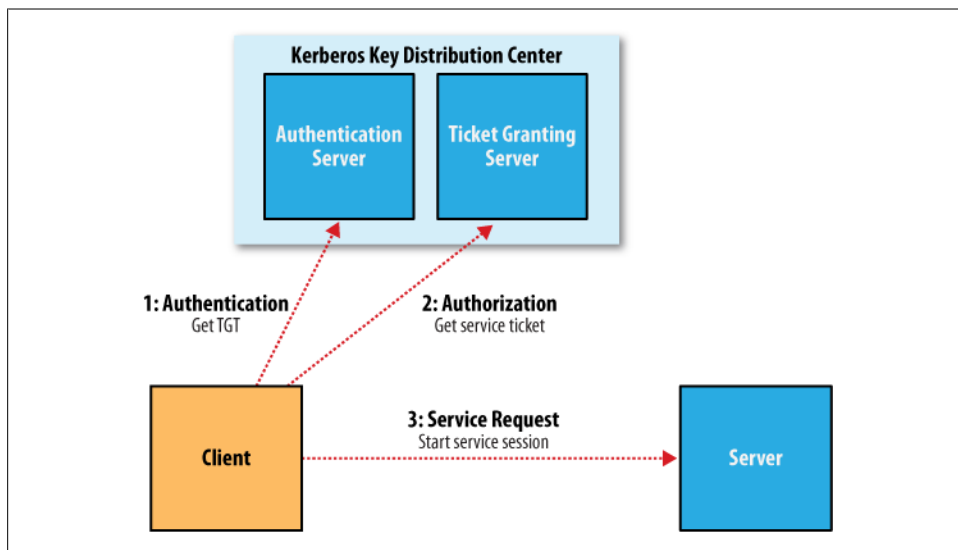 Kerberos Key Distribution Center
Authentication
Server
Ticket Granting
Server
1: Authentication
Get TGT
2: Authorization
Get service ticket
3: Service Request
Start service session
Client
Server